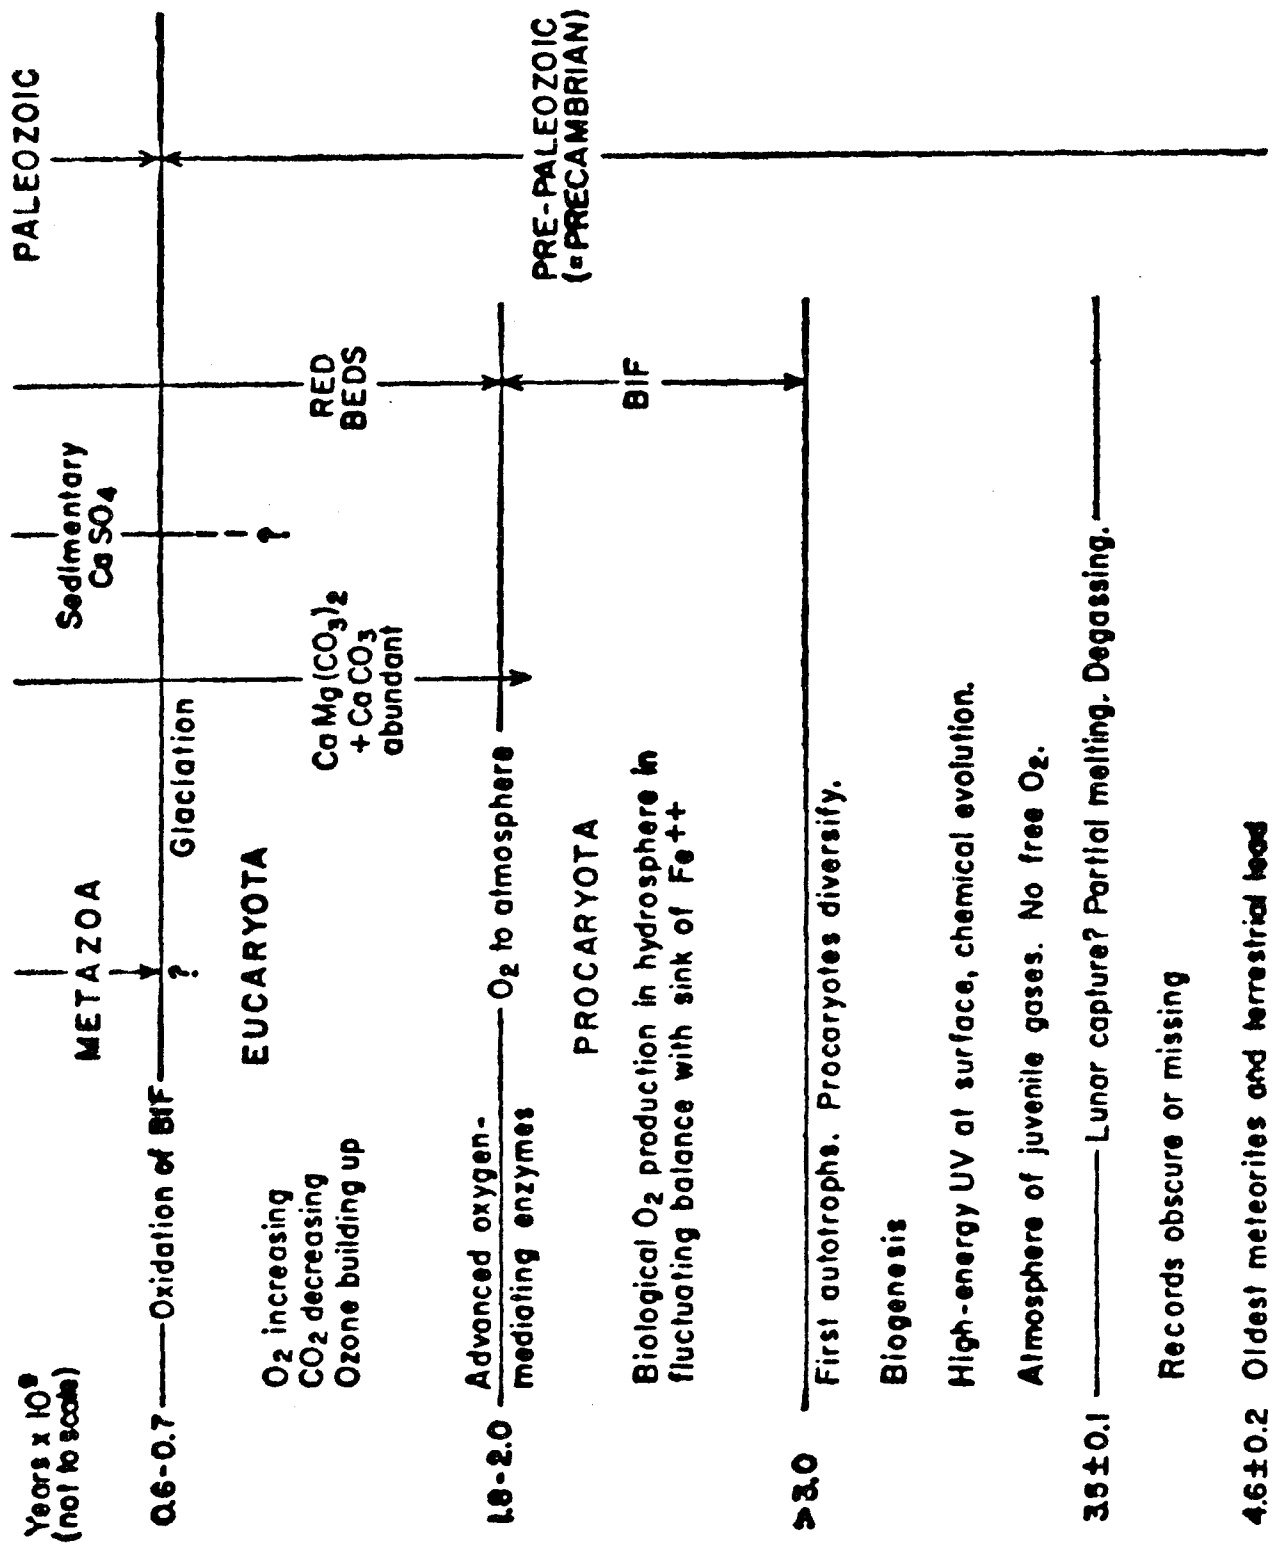 Years x 10⁹
(not to scale)
PALEOZOIC
METAZOA
Sedimentary
CaSO₄
0.6-0.7
Oxidation of BIF
?
Glaciation
EUCARYOTA
?
O₂ increasing
CO₂ decreasing
Ozone building up
CaMg(CO₃)₂
+ CaCO₃
abundant
RED
BEDS
Advanced oxygen-
mediating enzymes
1.8-2.0
O₂ to atmosphere
PRE-PALEOZOIC
(=PRECAMBRIAN)
PROCARYOTA
BIF
Biological O₂ production in hydrosphere in
fluctuating balance with sink of Fe++
>3.0
First autotrophs. Procaryotes diversify.
Biogenesis
High-energy UV at surface, chemical evolution.
Atmosphere of juvenile gases. No free O₂.
±0.1
Lunar capture? Partial melting. Degassing.
Records obscure or missing
4.6±0.2 Oldest meteorites and terrestrial lead